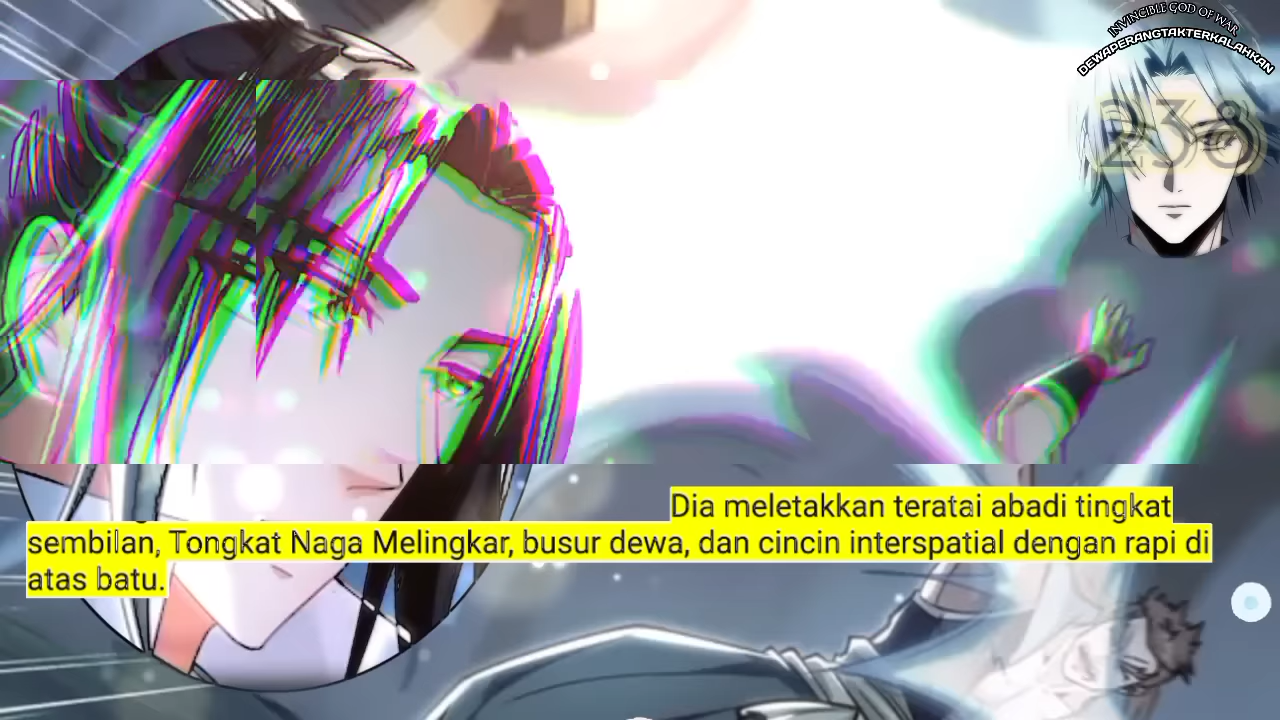 INVINCIBLE GOD OF WAR
DEWAPERANGTAKTERKALAHKAN
238
Dia meletakkan teratai abadi tingkat
sembilan, Tongkat Naga Melingkar, busur dewa, dan cincin interspatial dengan rapi di
atas batu.